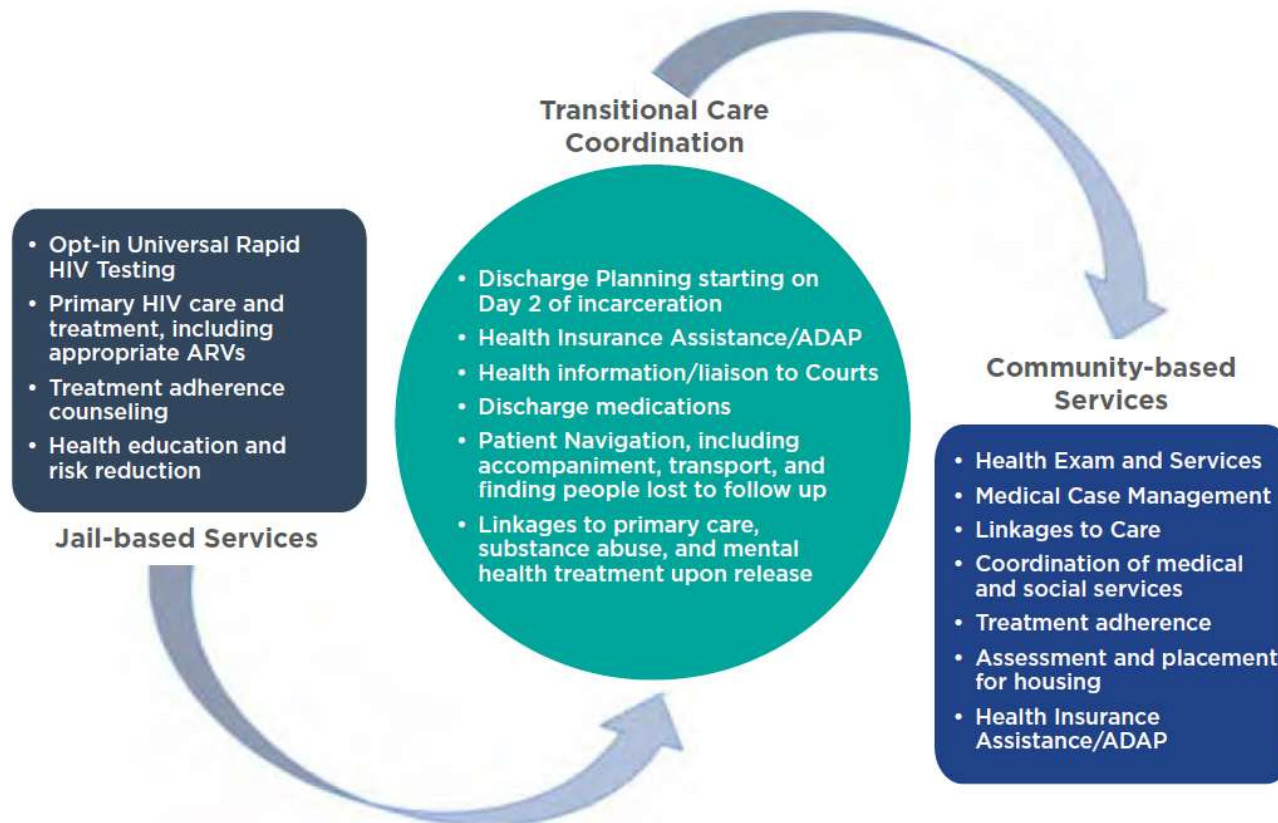 Transitional Care
Coordination
• Opt-in Universal Rapid
HIV Testing
• Primary HIV care and
treatment, including
appropriate ARVs
• Treatment adherence
counseling
• Health education and
risk reduction
Jail-based Services
• Discharge Planning starting on
Day 2 of incarceration
• Health Insurance Assistance/ADAP
• Health information/liaison to Courts
• Discharge medications
• Patient Navigation, including
accompaniment, transport, and
finding people lost to follow up
• Linkages to primary care,
substance abuse, and mental
health treatment upon release
Community-based
Services
• Health Exam and Services
• Medical Case Management
• Linkages to Care
• Coordination of medical
and social services
• Treatment adherence
• Assessment and placement
for housing
• Health Insurance
Assistance/ADAP